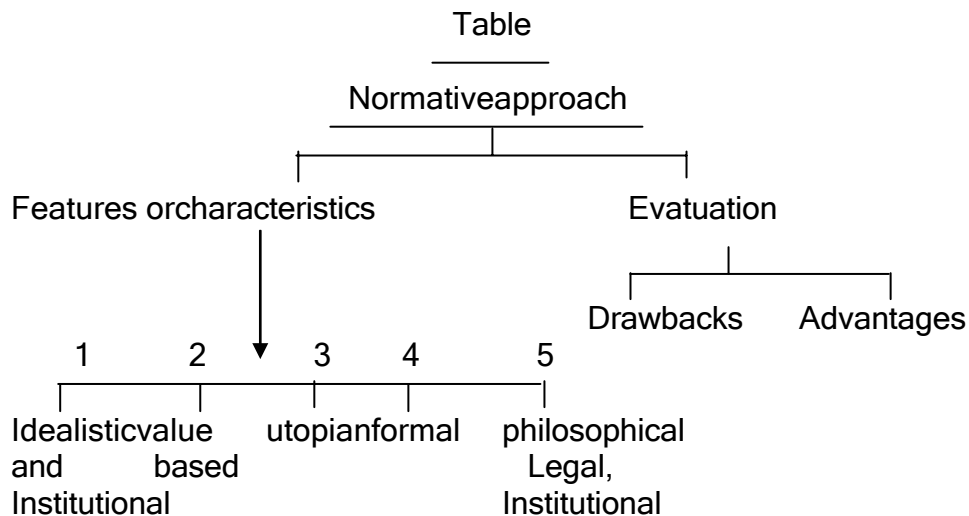 Table
Normativeapproach
Features orcharacteristics Evatuation
Drawbacks Advantages
1 2 3 4 5
Idealisticvalue utopianformal philosophical
and based Legal,
Institutional Institutional